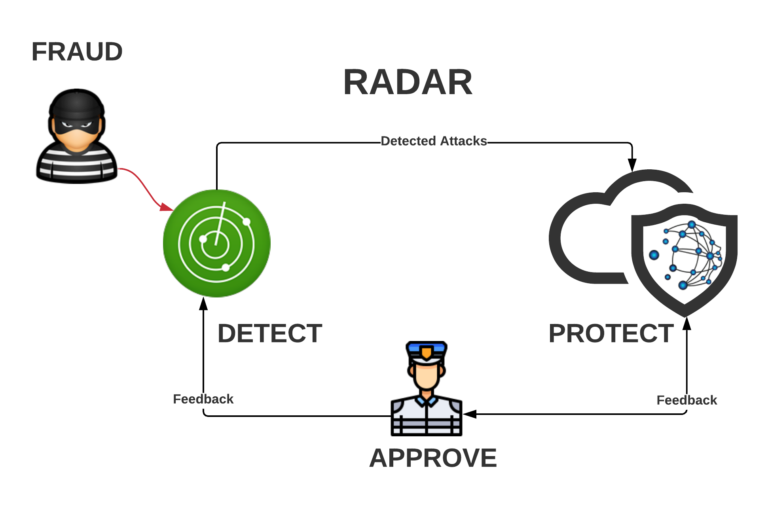 FRAUD
RADAR
Detected Attacks
DETECT
PROTECT
Feedback
Feedback
APPROVE